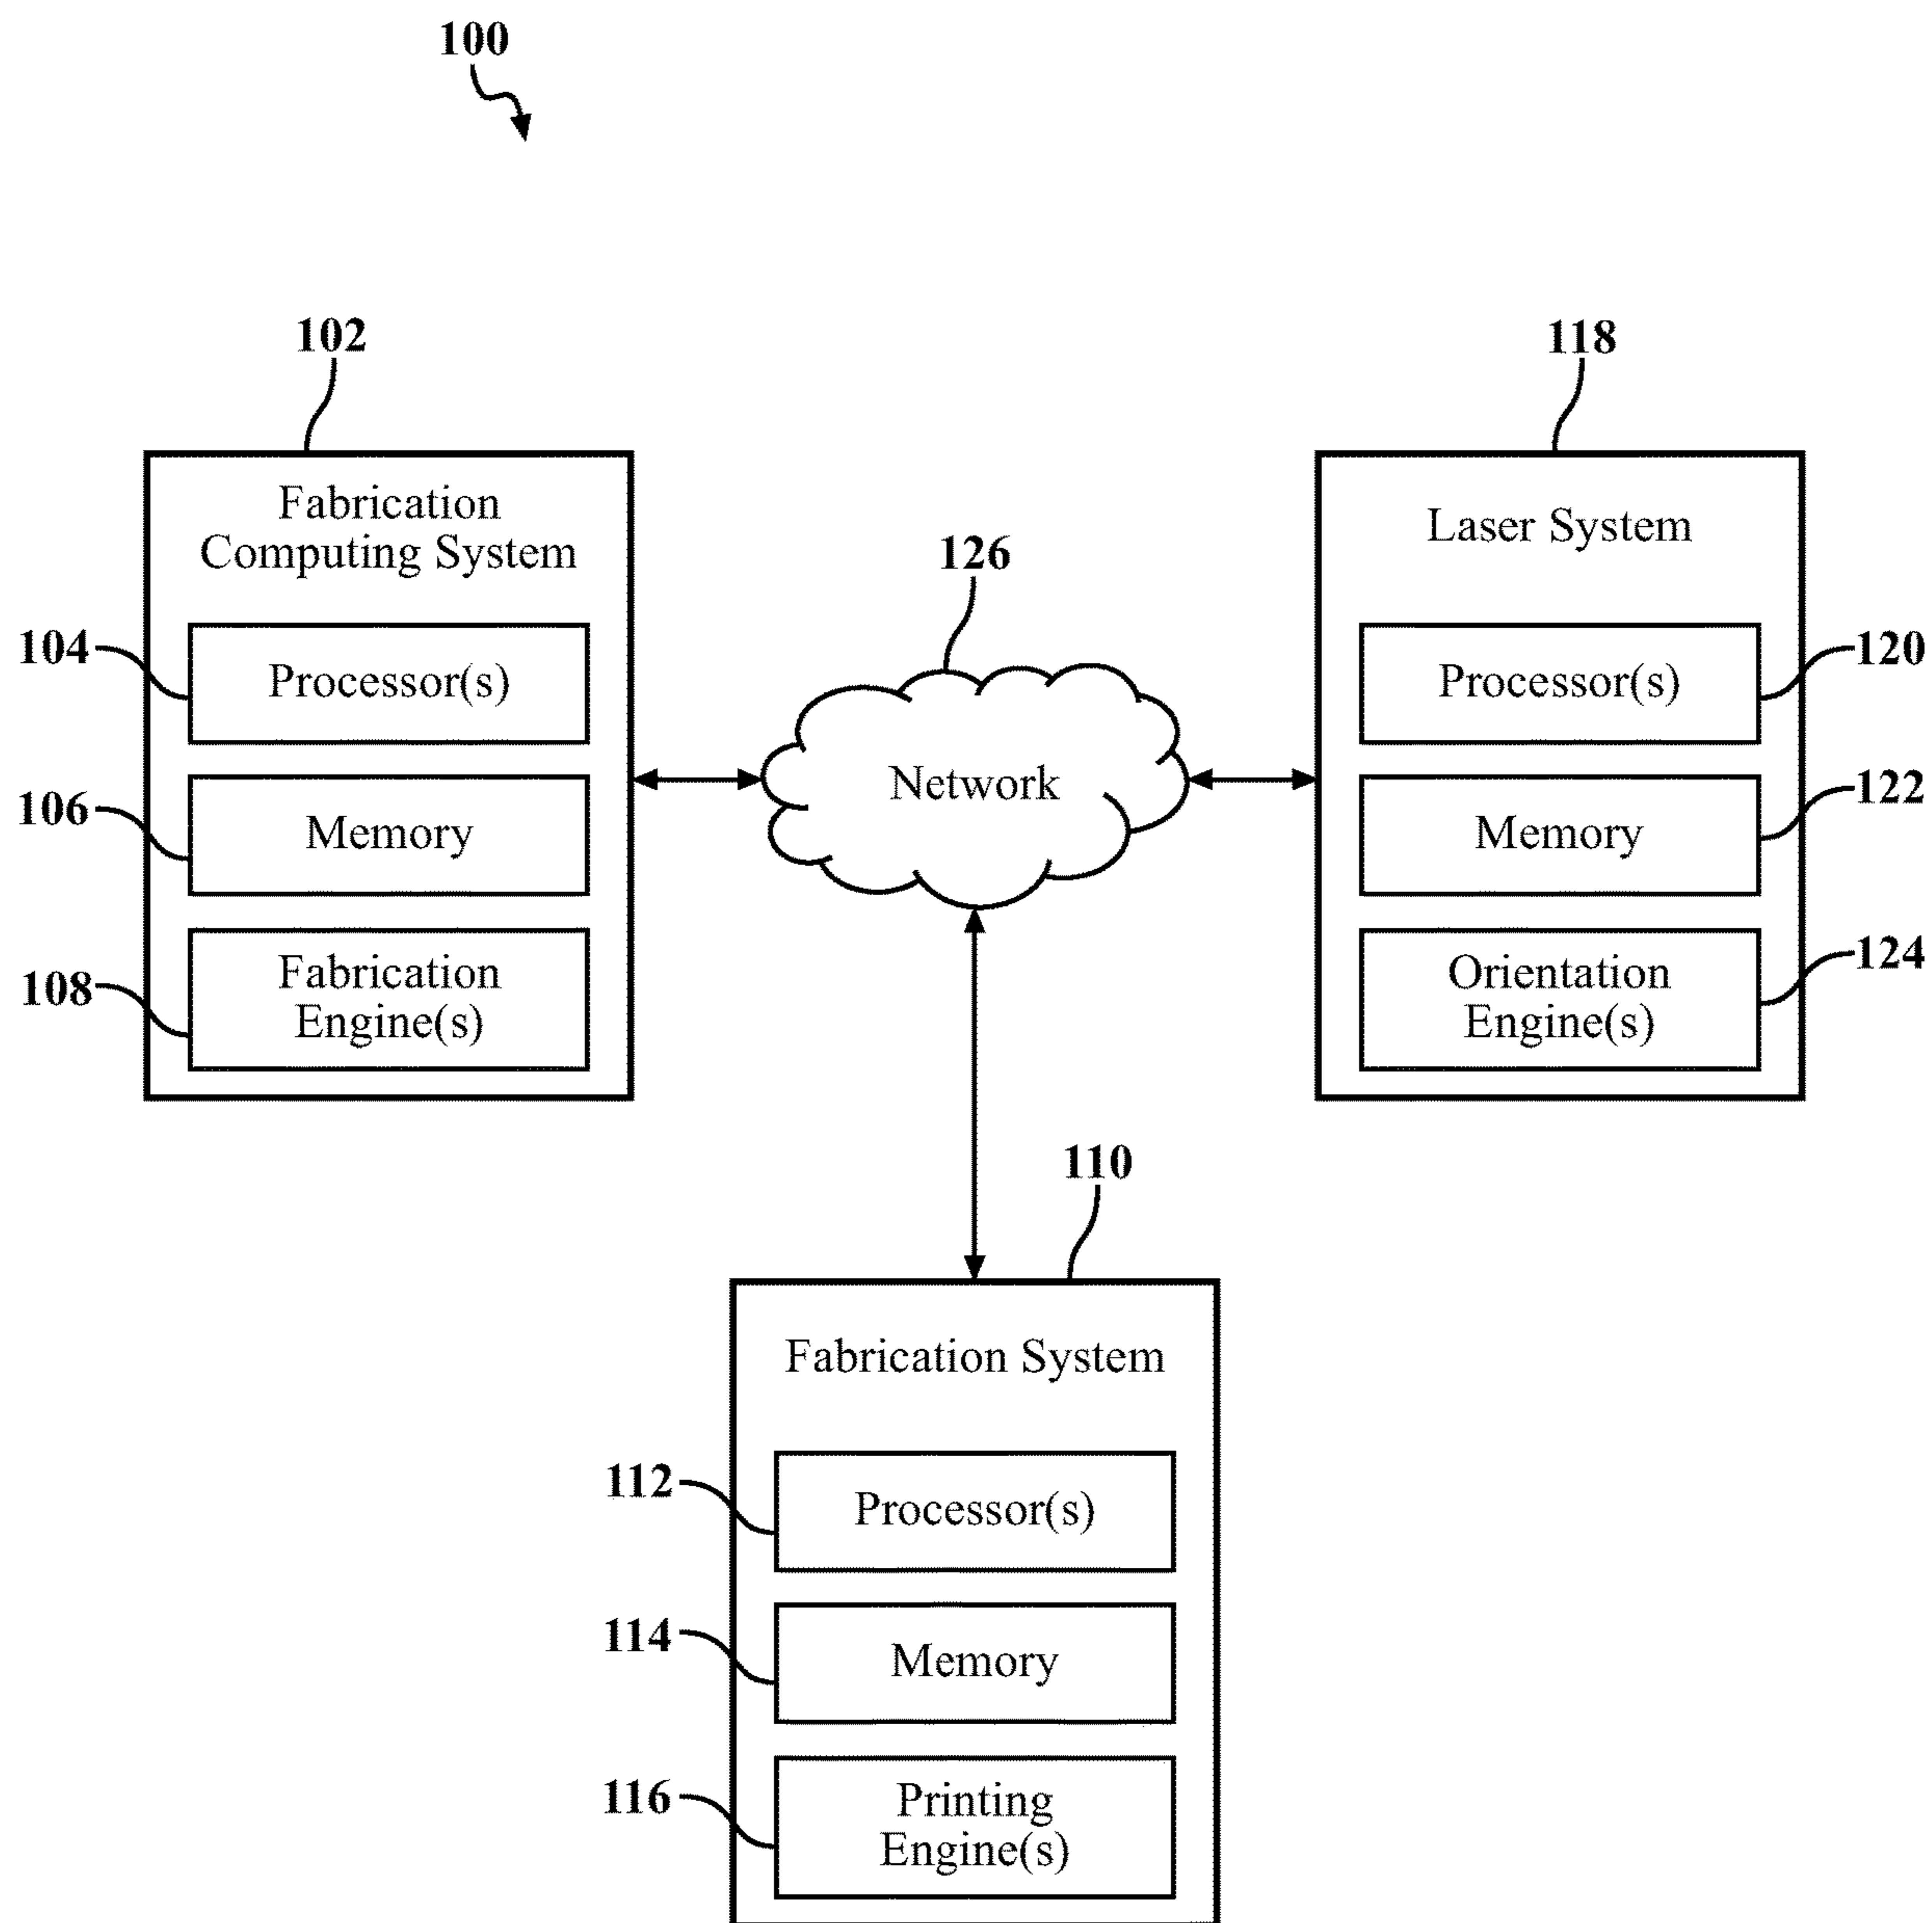 100
102
118
Fabrication
Computing System
Laser System
126
104
Processor(s)
Processor(s)
120
Network
106
Memory
Memory
122
108
Fabrication
Engine(s)
Orientation
Engine(s)
124
110
Fabrication System
112
Processor(s)
114
Memory
116
Printing
Engine(s)